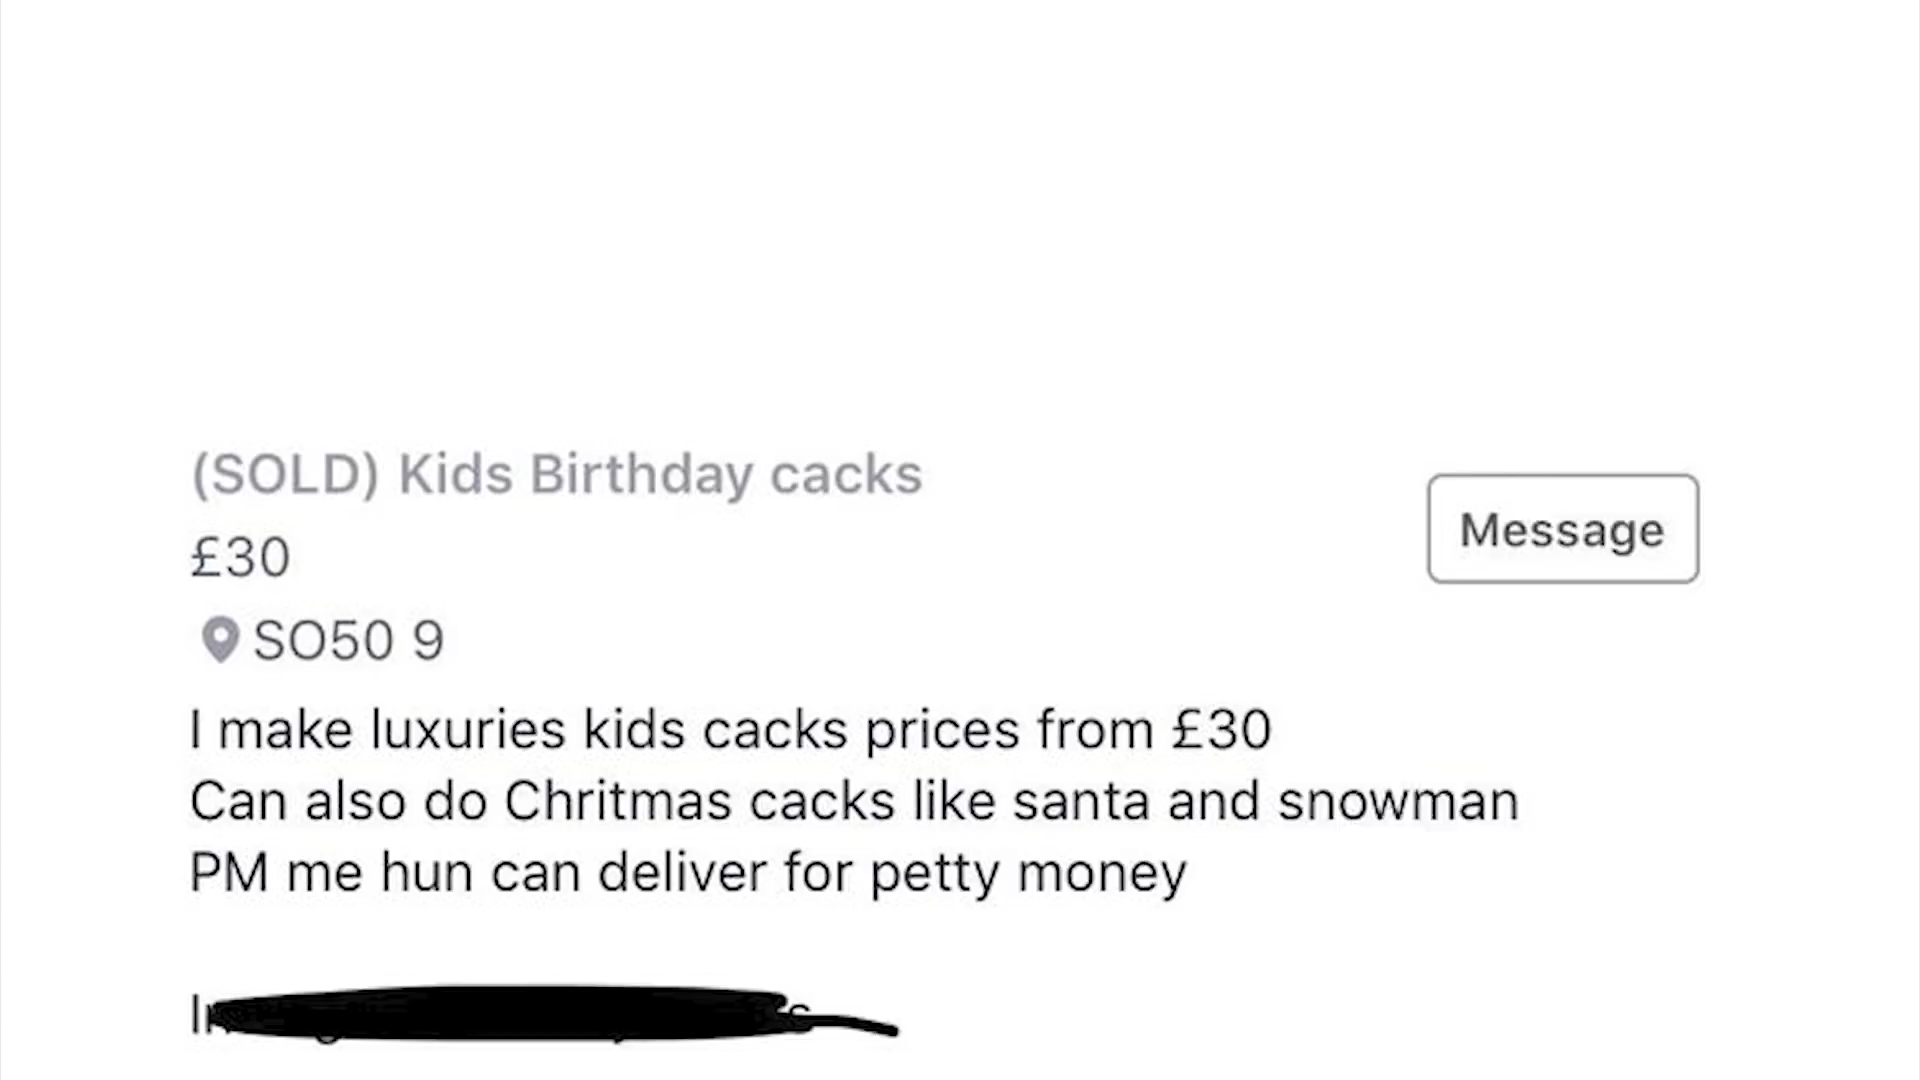 (SOLD) Kids Birthday cacks
£30
Message
SO50 9
I make luxuries kids cacks prices from £30
Can also do Chritmas cacks like santa and snowman
PM me hun can deliver for petty money